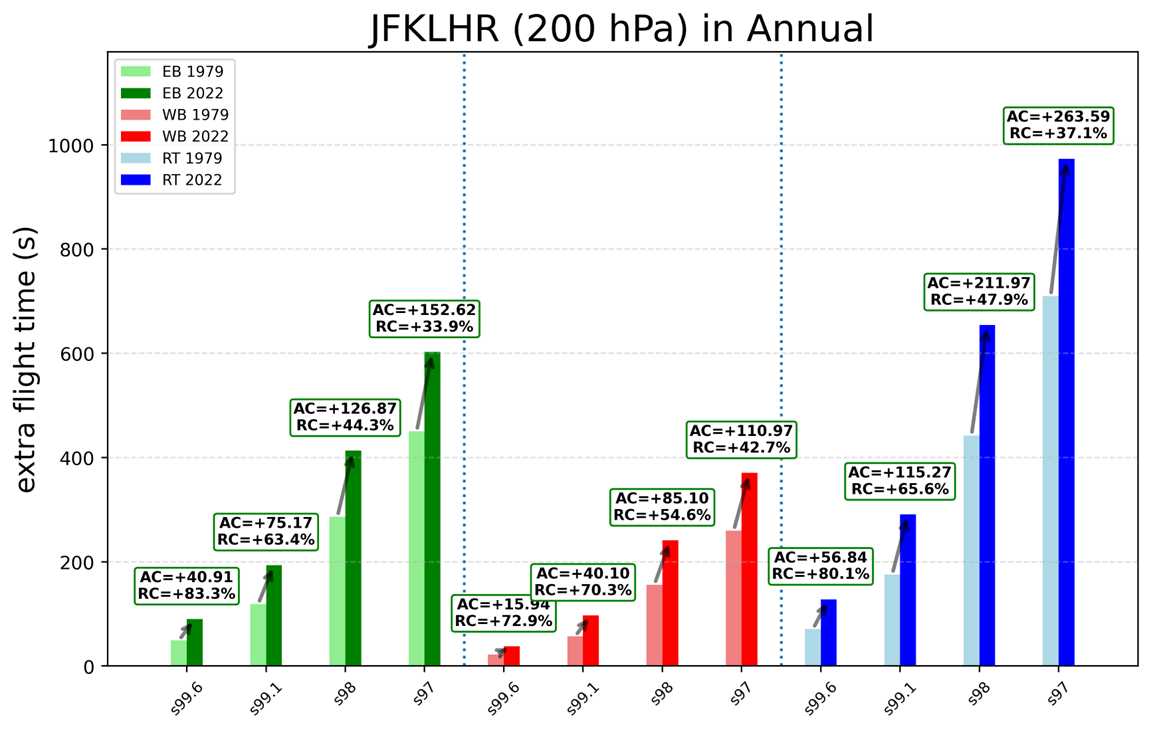 JFKLHR (200 hPa) in Annual
EB 1979
EB 2022
WB 1979
WB 2022
RT 1979
RT 2022
extra flight time (s)
1000
800
600
400
200
0
AC=+40.91
RC=+83.3%
AC=+75.17
RC=+63.4%
AC=+126.87
RC=+44.3%
AC=+152.62
RC=+33.9%
AC=+15.94
RC=+72.9%
AC=+40.10
RC=+70.3%
AC=+85.10
RC=+54.6%
AC=+110.97
RC=+42.7%
AC=+56.84
RC=+80.1%
AC=+115.27
RC=+65.6%
AC=+211.97
RC=+47.9%
AC=+263.59
RC=+37.1%
s99.6
s99.1
s98
s97
s99.6
s99.1
s98
s97
s99.6
s99.1
s98
s97